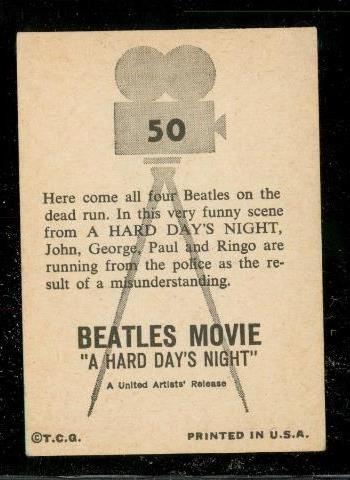 50
Here come all four Beatles on the
dead run. In this very funny scene
from A HARD DAY'S NIGHT,
John, George, Paul and Ringo are
running from the police as the re-
sult of a misunderstanding.
BEATLES MOVIE
"A HARD DAY'S NIGHT"
A United Artists' Release
©T.C.G. PRINTED IN U.S.A.